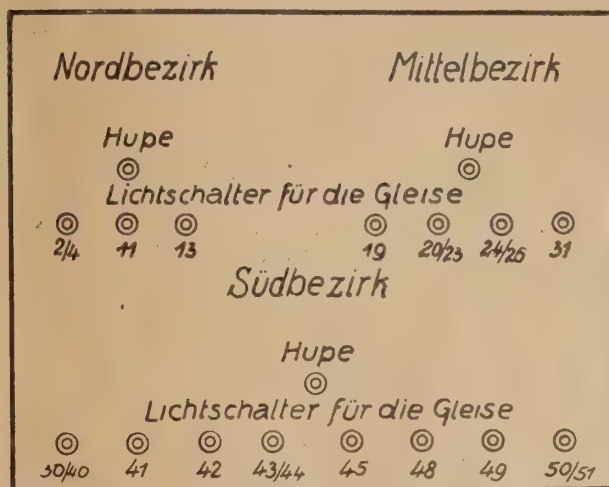 Nordbezirk Mittelbezirk
Hupe Hupe
Lichtschalter für die Gleise
2/4 11 13 19 20/23 24/25 31
Südbezirk
Hupe
Lichtschalter für die Gleise
30/40 41 42 43/44 45 48 49 50/51